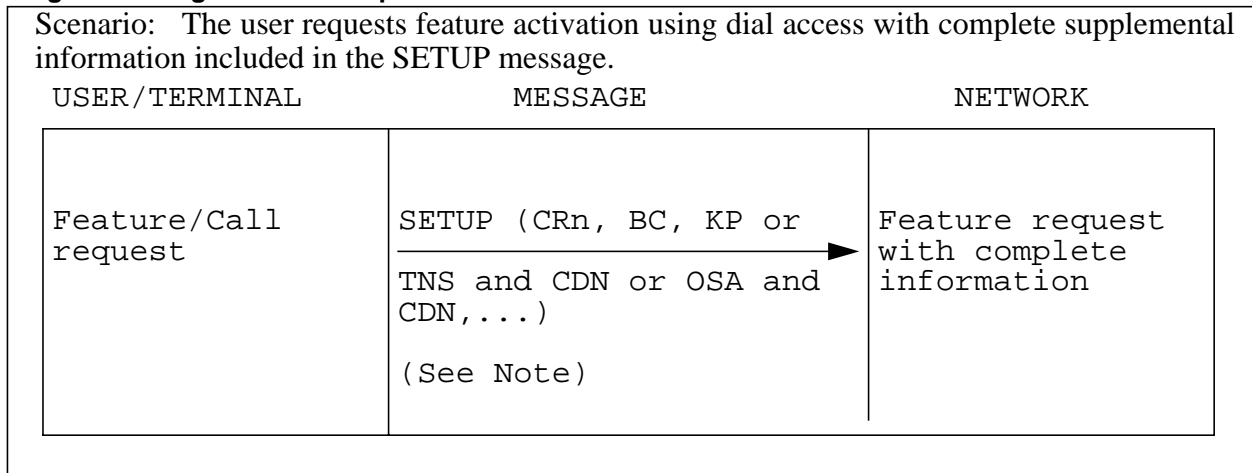 Scenario: The user requests feature activation using dial access with complete supplemental
information included in the SETUP message.
USER/TERMINAL MESSAGE NETWORK
Feature/Call
request
SETUP (CRn, BC, KP or
TNS and CDN or OSA and
CDN,...)
(See Note)
Feature request
with complete
information